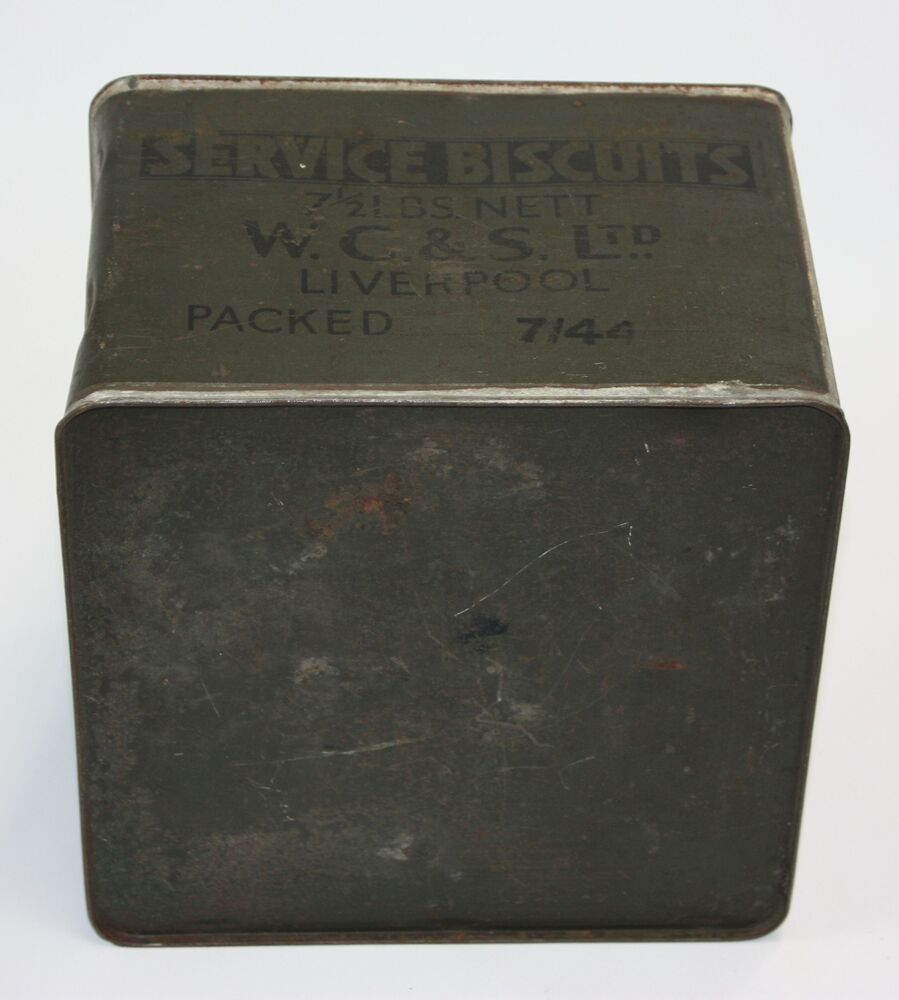 SERVICE BISCUITS
7½LBS. NETT
W. C. & S. LTD.
LIVERPOOL
PACKED 7/44